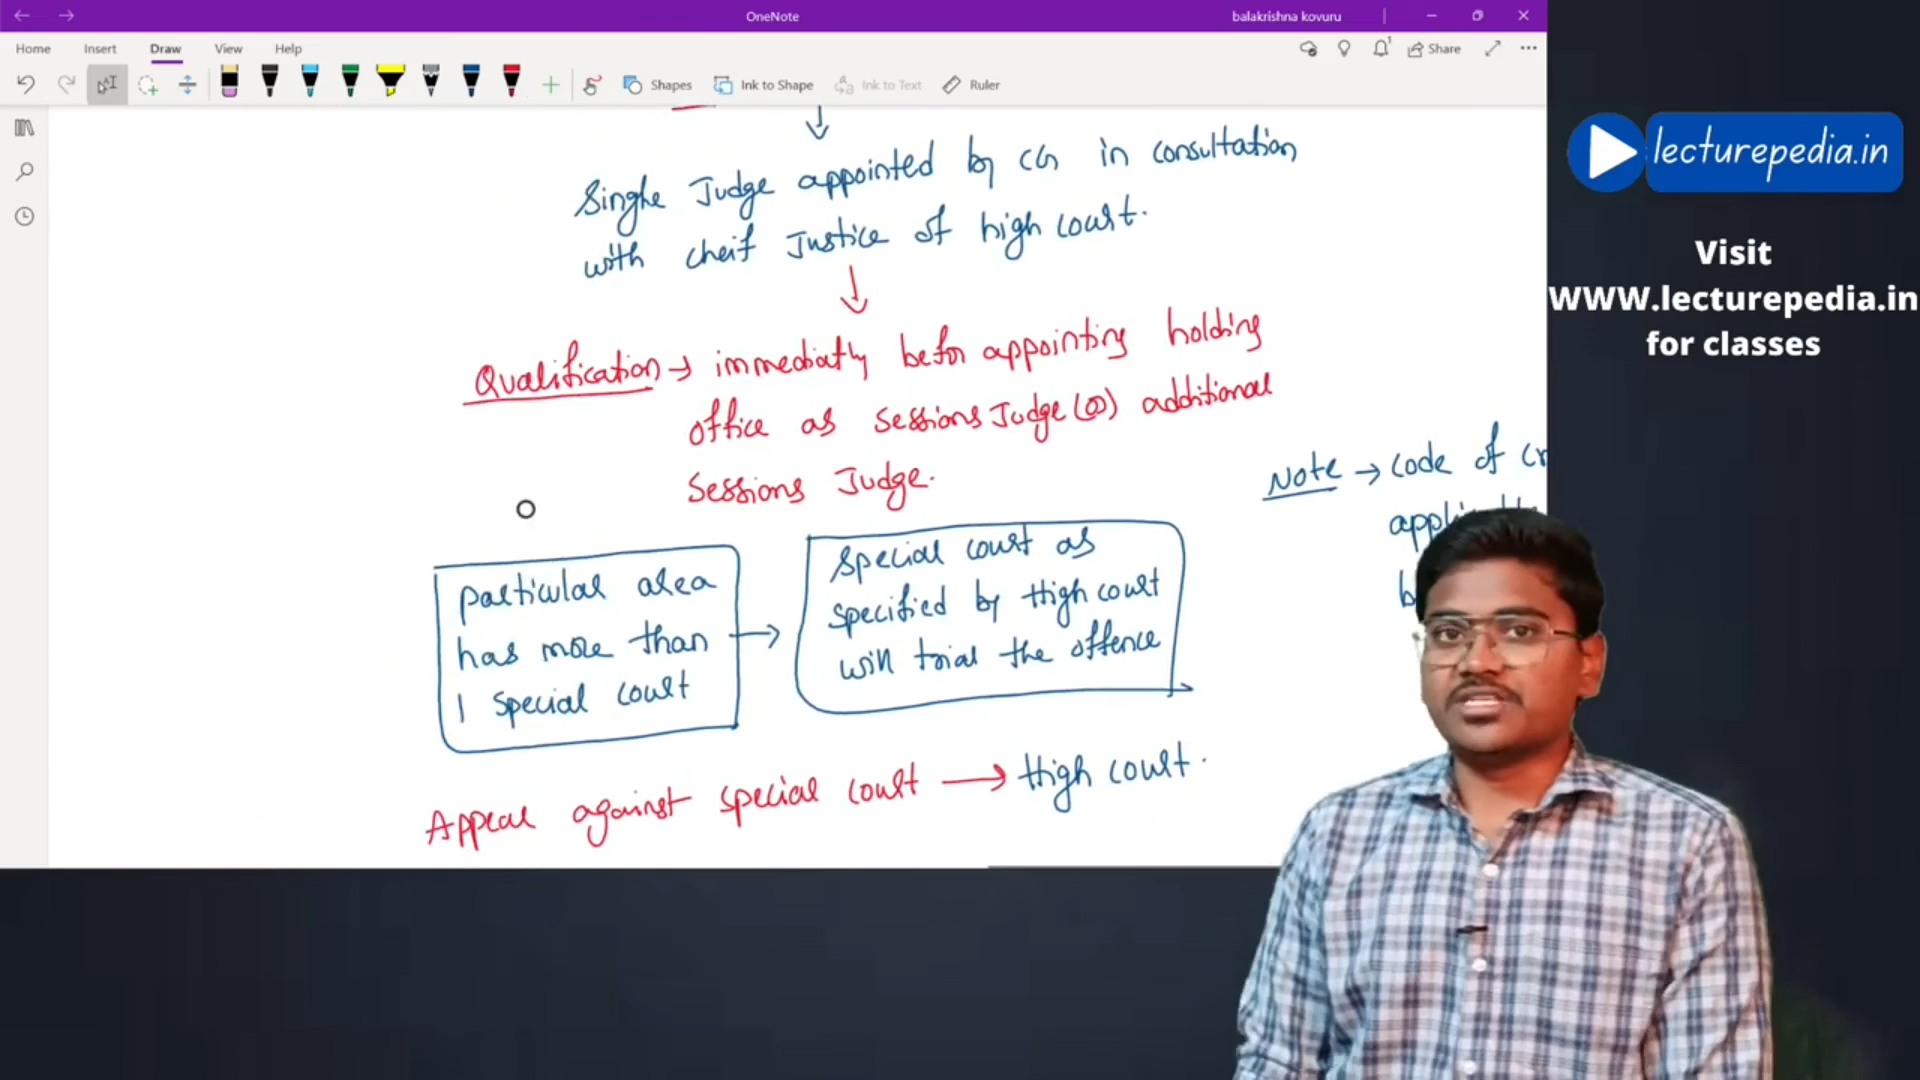 OneNote
balakrishna kovuru
Home Insert Draw View Help
Share
Shapes Ink to Shape Ink to Text Ruler
Single Judge appointed by CG in consultation
with cheif Justice of high court.
Qualification → immediatly befor appointing holding
office as Sessions Judge (or) additional
Sessions Judge.
particular area
has more than
1 special court
→
special court as
specified by High court
will trial the offence
Appeal against special court → High court.
Note → code of cr
lecturepedia.in
Visit
WWW.lecturepedia.in
for classes